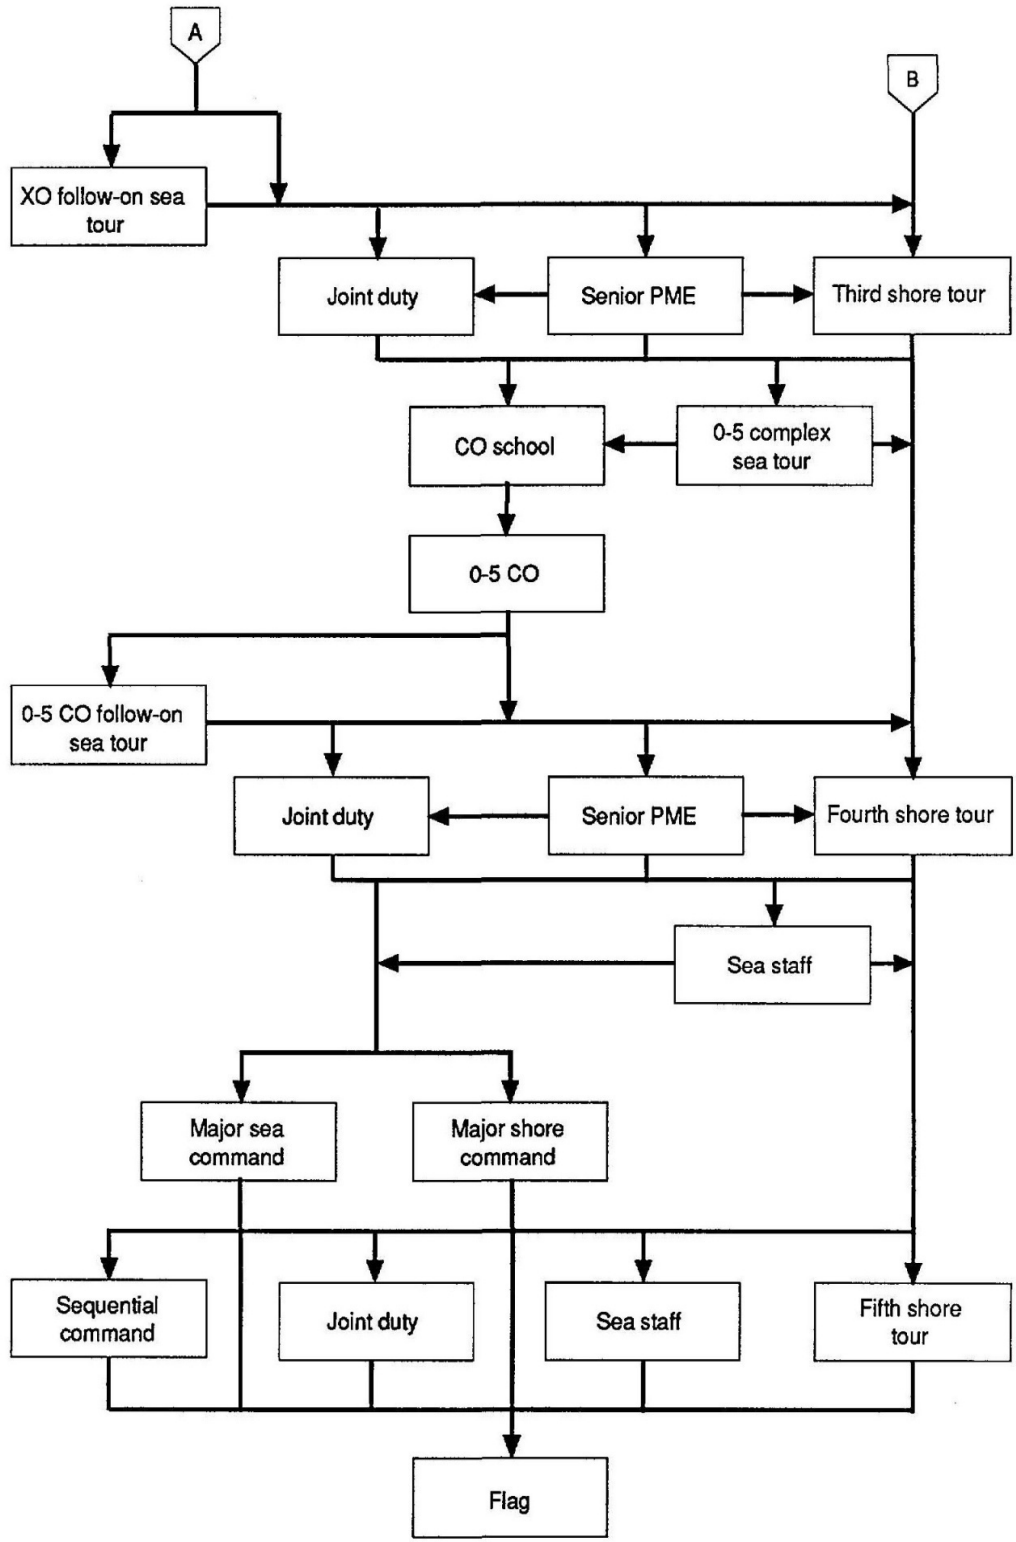 A
B
XO follow-on sea
tour
Joint duty
Senior PME
Third shore tour
CO school
0-5 complex
sea tour
0-5 CO
0-5 CO follow-on
sea tour
Joint duty
Senior PME
Fourth shore tour
Sea staff
Major sea
command
Major shore
command
Sequential
command
Joint duty
Sea staff
Fifth shore
tour
Flag